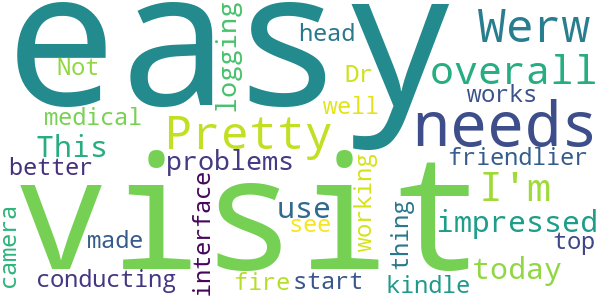 easy
logging
head
Werw
Not
Dr
overall
works
well
medical
Pretty
needs
This
problems
friendlier
better
visit
interface
working
I'm
use
thing
impressed
see
camera
made
top
conducting
fire
start
kindle
today